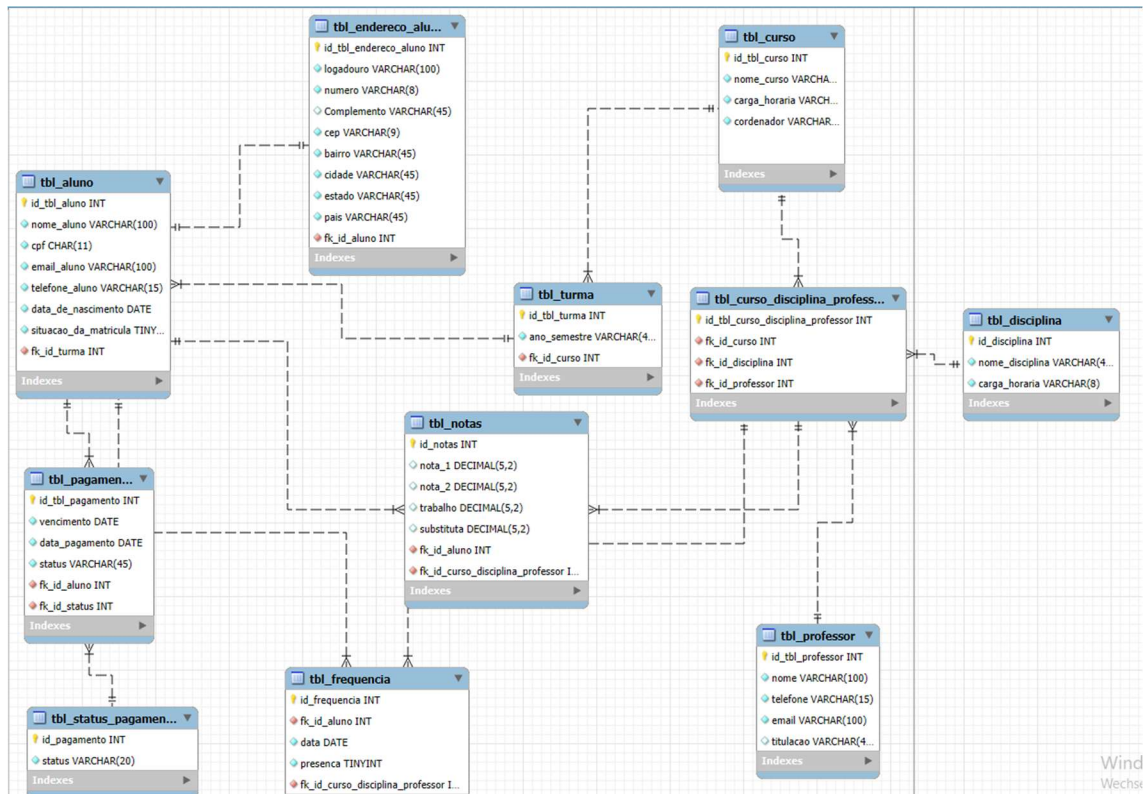 tbl_endereco_alu...
id_tbl_endereco_aluno INT
logadouro VARCHAR(100)
numero VARCHAR(8)
Complemento VARCHAR(45)
cep VARCHAR(9)
bairro VARCHAR(45)
cidade VARCHAR(45)
estado VARCHAR(45)
pais VARCHAR(45)
fk_id_aluno INT
Indexes
tbl_curso
id_tbl_curso INT
nome_curso VARCHA...
carga_horaria VARCH...
cordenador VARCHAR...
Indexes
tbl_aluno
id_tbl_aluno INT
nome_aluno VARCHAR(100)
cpf CHAR(11)
email_aluno VARCHAR(100)
telefone_aluno VARCHAR(15)
data_de_nascimento DATE
situacao_da_matricula TINY...
fk_id_turma INT
Indexes
tbl_turma
id_tbl_turma INT
ano_semestre VARCHAR(4...
fk_id_curso INT
Indexes
tbl_curso_disciplina_profess...
id_tbl_curso_disciplina_professor INT
fk_id_curso INT
fk_id_disciplina INT
fk_id_professor INT
Indexes
tbl_disciplina
id_disciplina INT
nome_disciplina VARCHAR(4...
carga_horaria VARCHAR(8)
Indexes
tbl_notas
id_notas INT
nota_1 DECIMAL(5,2)
nota_2 DECIMAL(5,2)
trabalho DECIMAL(5,2)
substituta DECIMAL(5,2)
fk_id_aluno INT
fk_id_curso_disciplina_professor I...
Indexes
tbl_pagamen...
id_tbl_pagamento INT
vencimento DATE
data_pagamento DATE
status VARCHAR(45)
fk_id_aluno INT
fk_id_status INT
Indexes
tbl_professor
id_tbl_professor INT
nome VARCHAR(100)
telefone VARCHAR(15)
email VARCHAR(100)
titulacao VARCHAR(4...
Indexes
tbl_frequencia
id_frequencia INT
fk_id_aluno INT
data DATE
presenca TINYINT
fk_id_curso_disciplina_professor I...
tbl_status_pagamen...
id_pagamento INT
status VARCHAR(20)
Indexes
Wind
Wechse